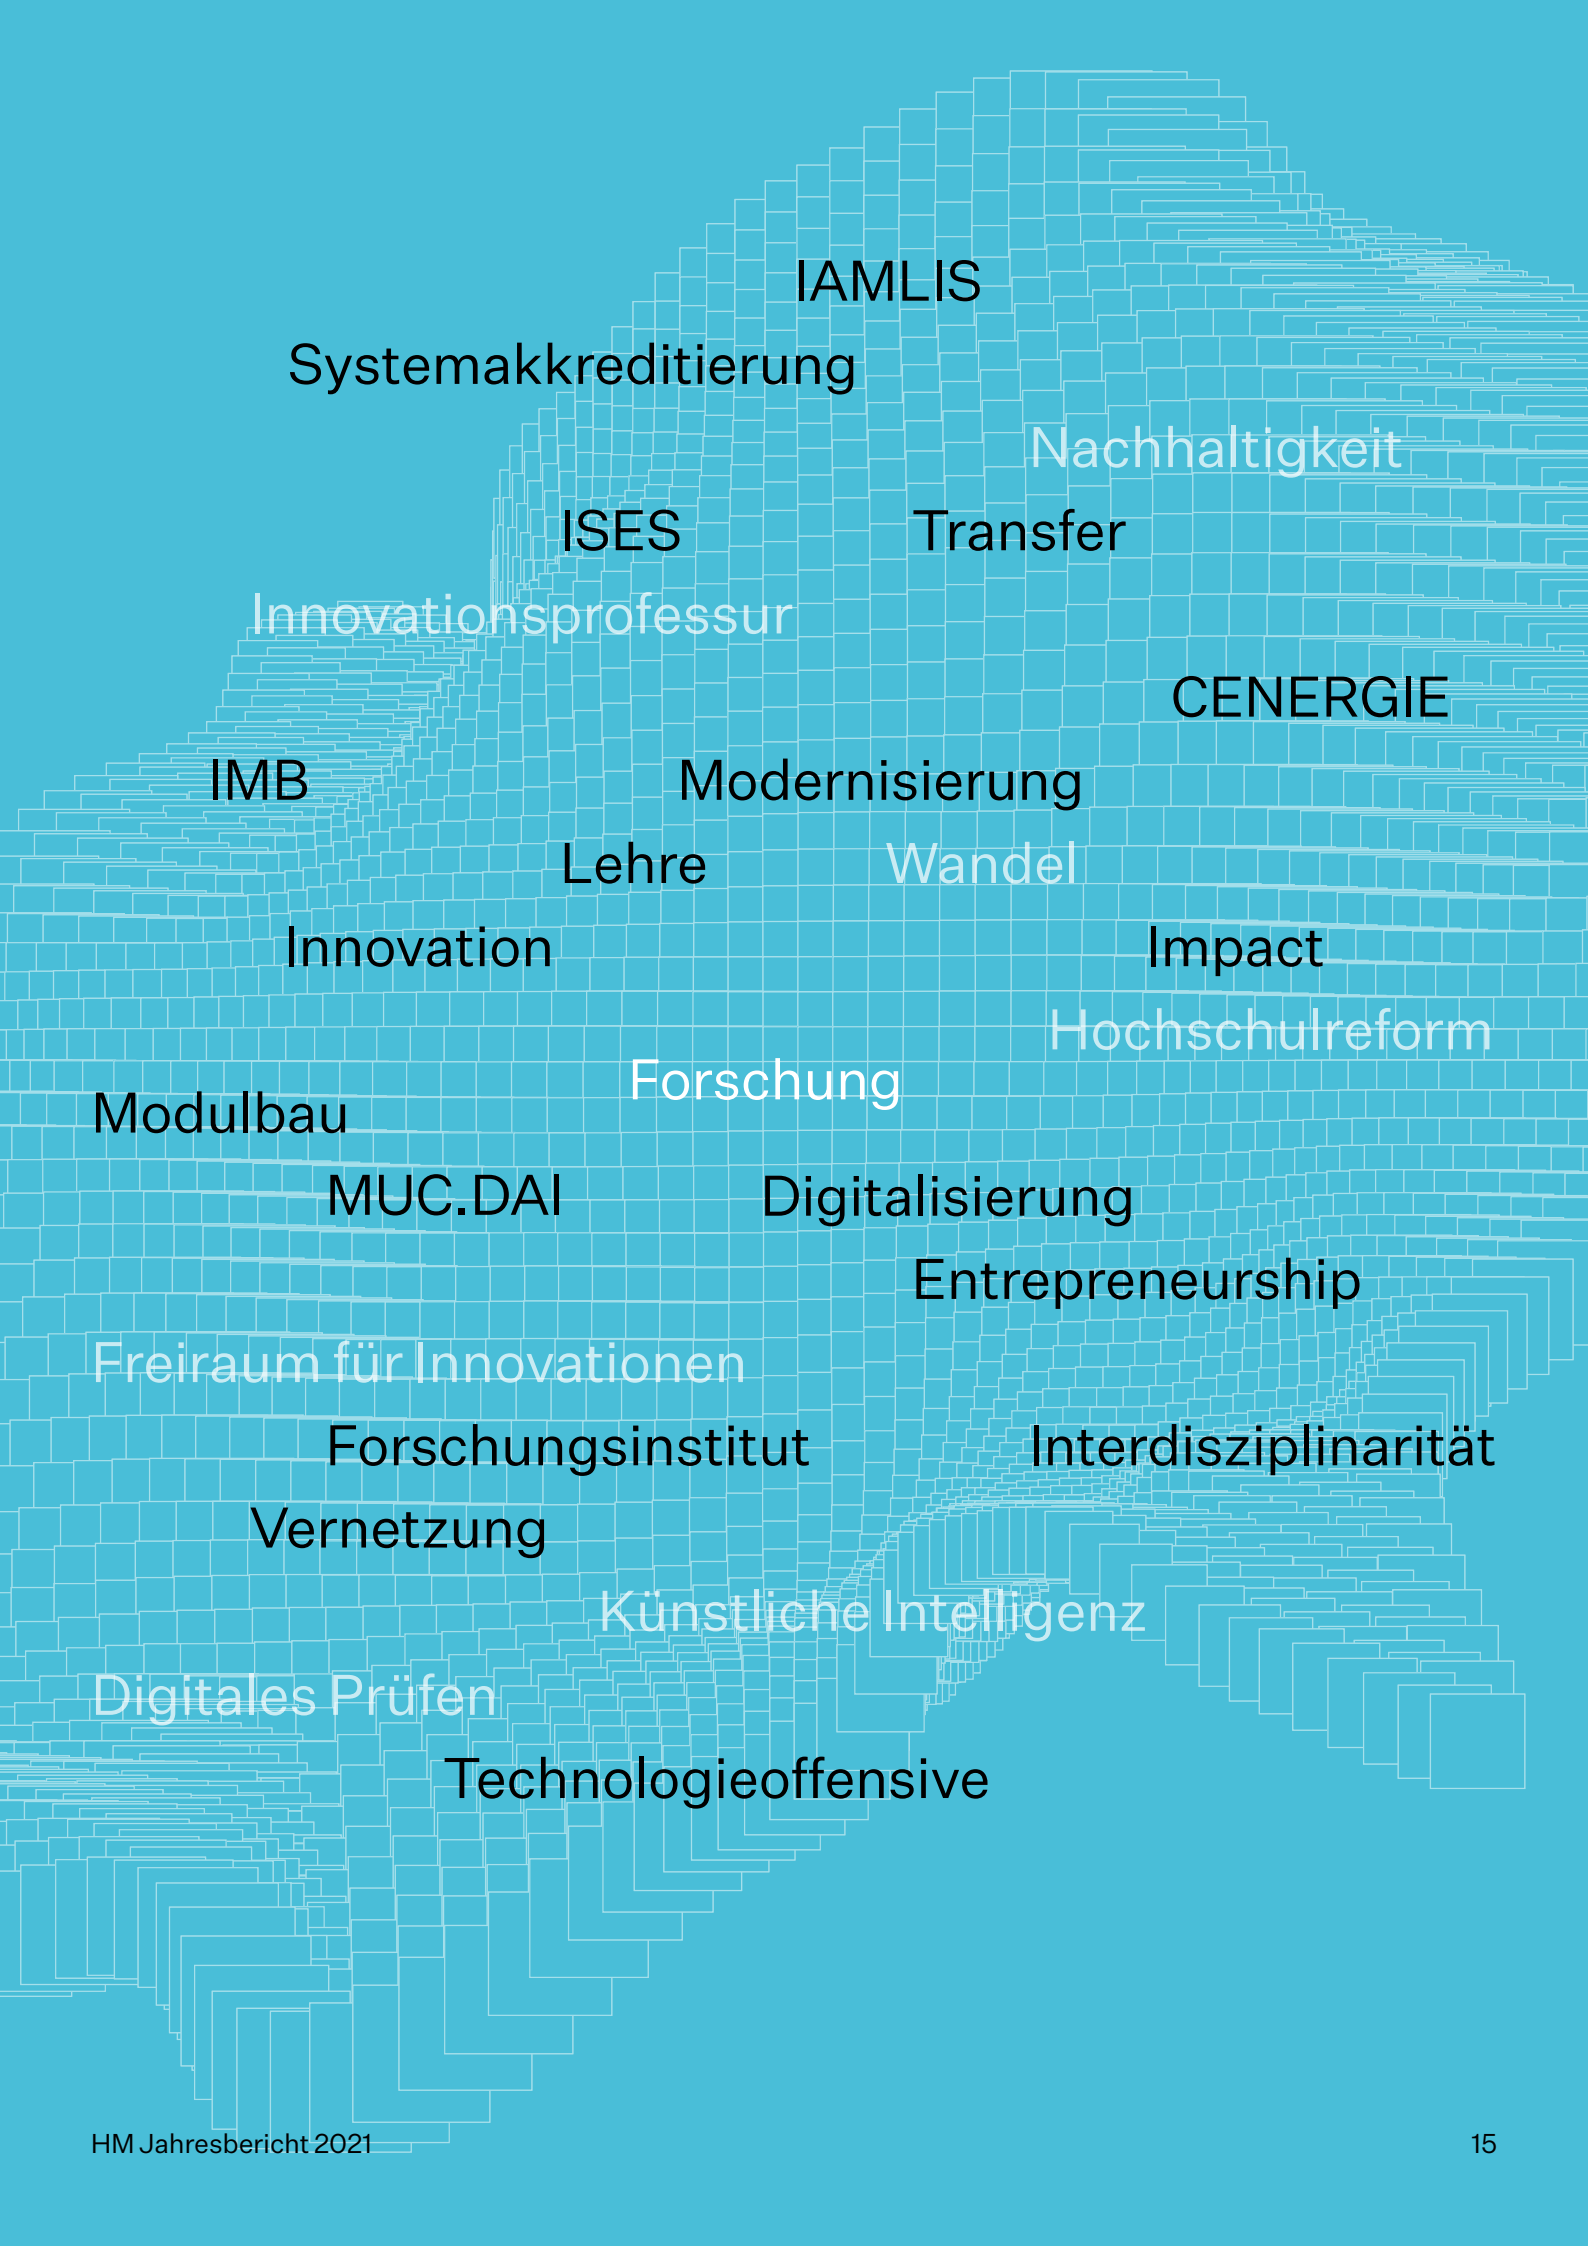 IAMLIS
Systemakkreditierung
Nachhaltigkeit
ISES
Transfer
Innovationsprofessur
CENERGIE
IMB
Modernisierung
Lehre
Wandel
Innovation
Impact
Hochschulreform
Forschung
Modulbau
MUC.DAI
Digitalisierung
Entrepreneurship
Freiraum für Innovationen
Forschungsinstitut
Interdisziplinarität
Vernetzung
Künstliche Intelligenz
Digitales Prüfen
Technologieoffensive
HM Jahresbericht 2021
15